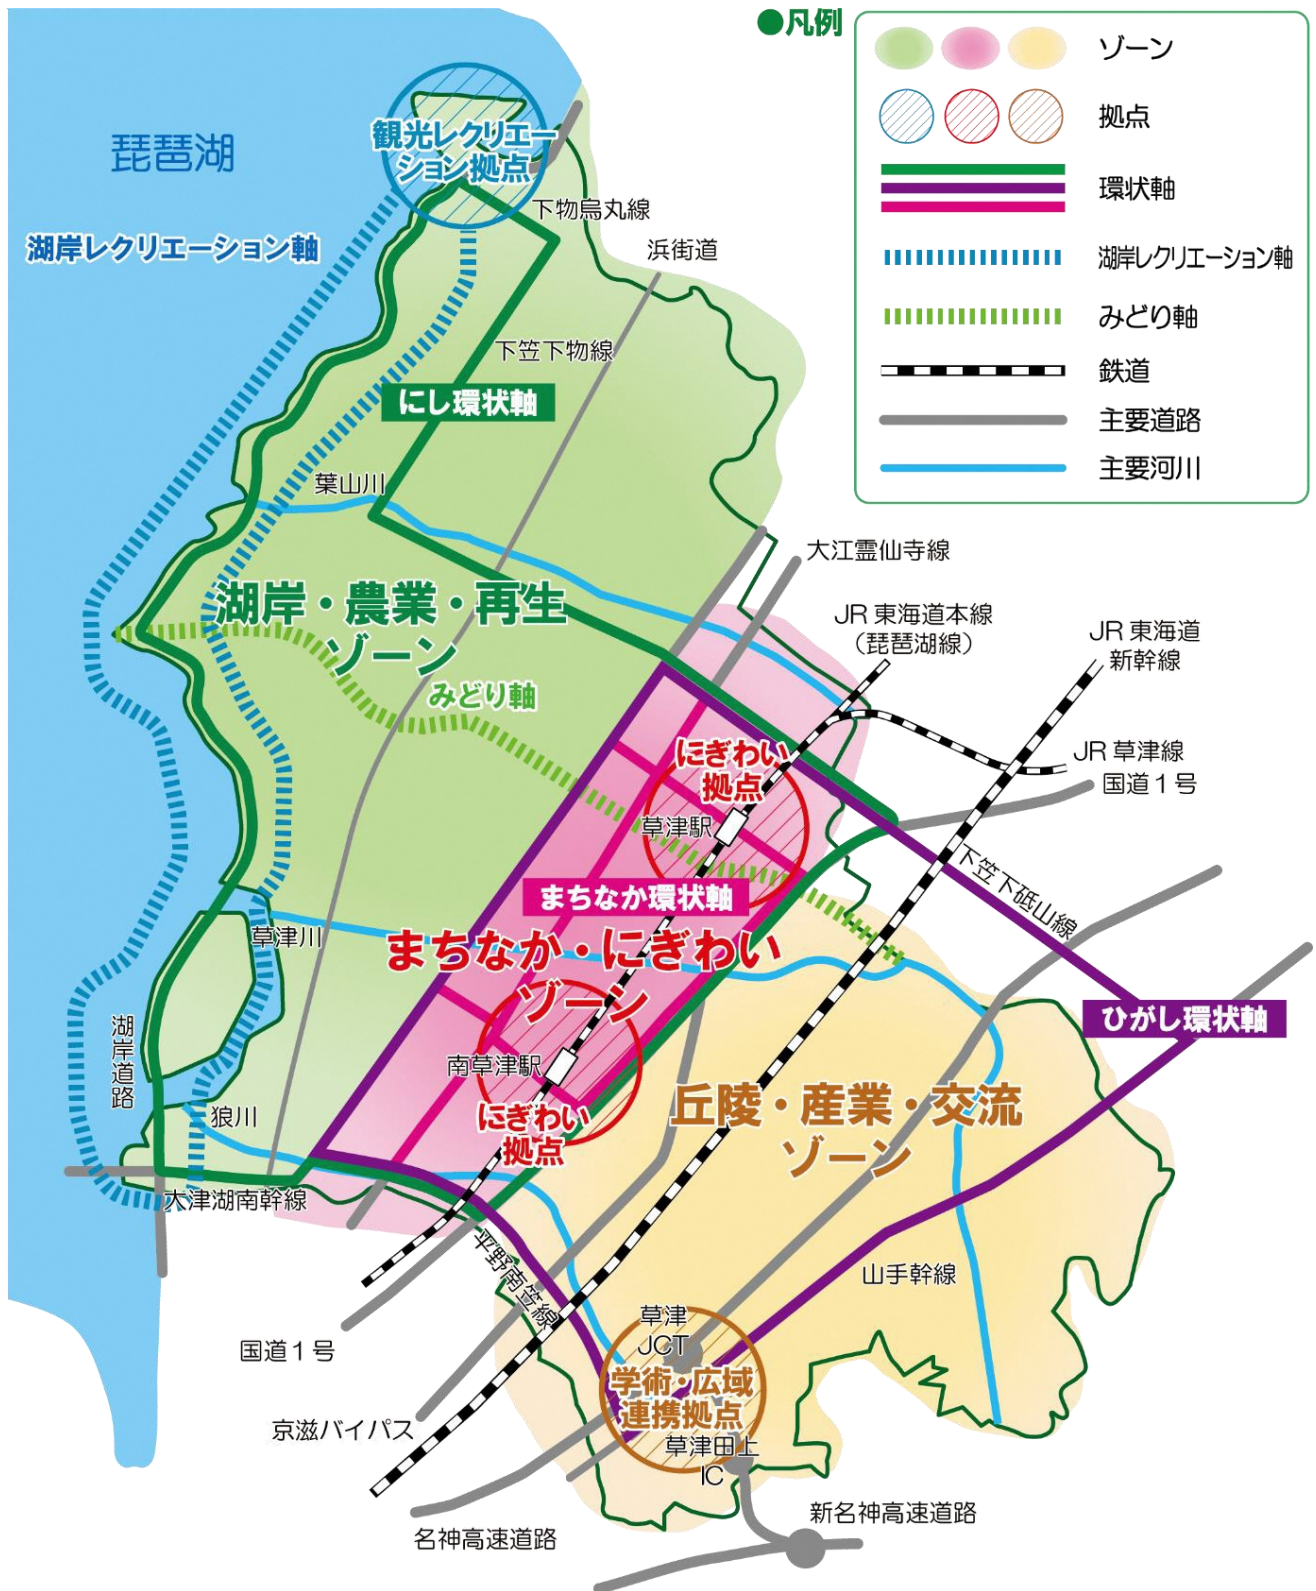 ●凡例
ゾーン
拠点
環状軸
湖岸レクリエーション軸
みどり軸
鉄道
主要道路
主要河川
琵琶湖
観光レクリエー
ション拠点
湖岸レクリエーション軸
下物烏丸線
浜街道
下笠下物線
にし環状軸
葉山川
大江霊仙寺線
湖岸・農業・再生
ゾーン
みどり軸
JR 東海道本線
（琵琶湖線）
JR 東海道
新幹線
にぎわい
拠点
草津駅
JR 草津線
国道1号
下笠下砥山線
まちなか環状軸
まちなか・にぎわい
ゾーン
草津川
ひがし環状軸
湖岸道路
南草津駅
にぎわい
拠点
丘陵・産業・交流
ゾーン
狼川
大津湖南幹線
平野南笠線
山手幹線
国道1号
草津
JCT
学術・広域
連携拠点
草津田上
IC
京滋バイパス
名神高速道路
新名神高速道路